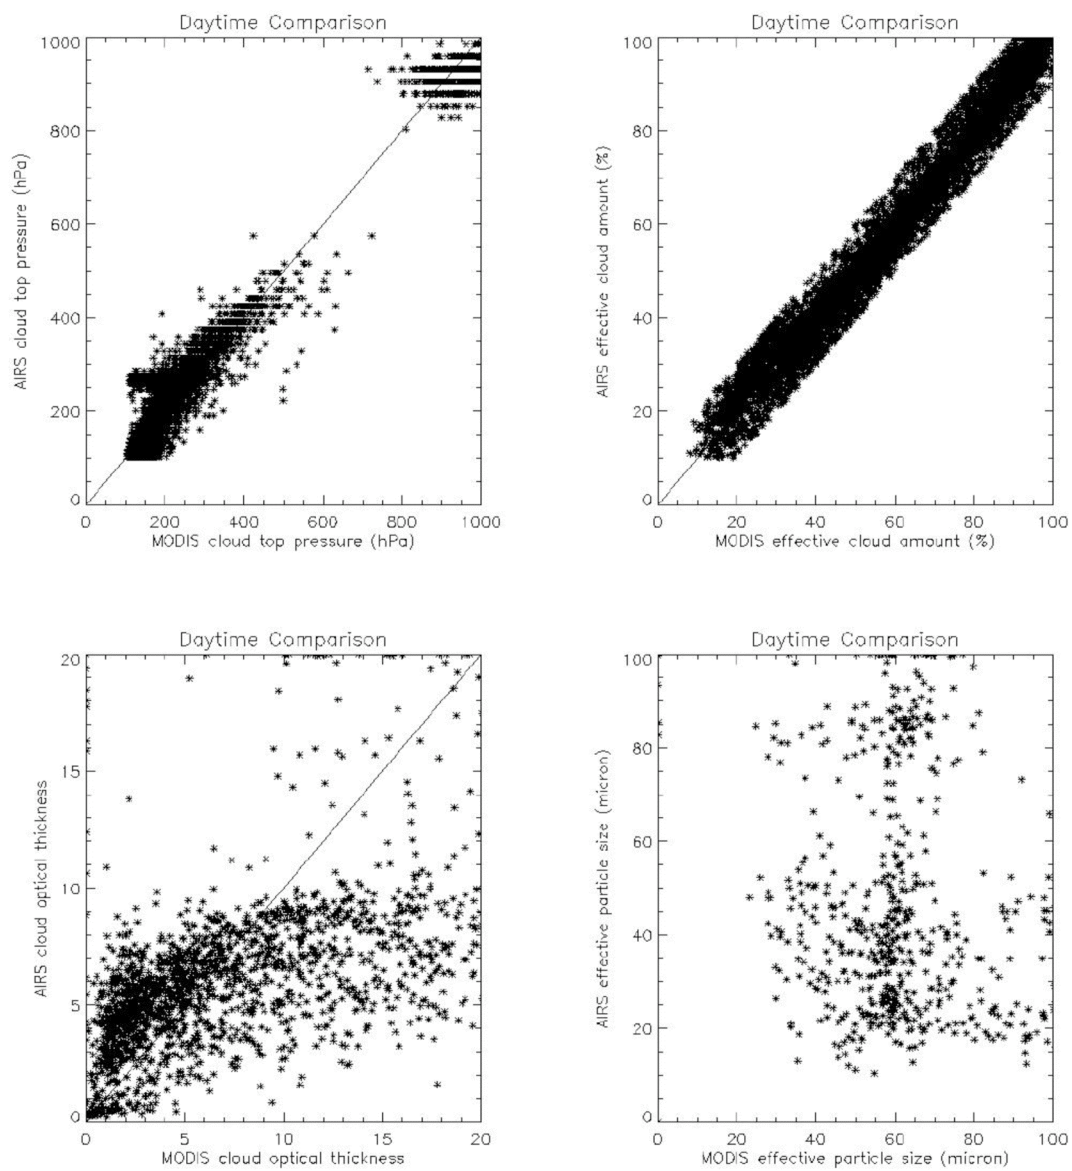 Daytime Comparison
1000
800
600
400
200
0
AIRS cloud top pressure (hPa)
0 200 400 600 800 1000
MODIS cloud top pressure (hPa)
Daytime Comparison
100
80
60
40
20
0
AIRS effective cloud amount (%)
0 20 40 60 80 100
MODIS effective cloud amount (%)
Daytime Comparison
20
15
10
5
0
AIRS cloud optical thickness
0 5 10 15 20
MODIS cloud optical thickness
Daytime Comparison
100
80
60
40
20
0
AIRS effective particle size (micron)
0 20 40 60 80 100
MODIS effective particle size (micron)